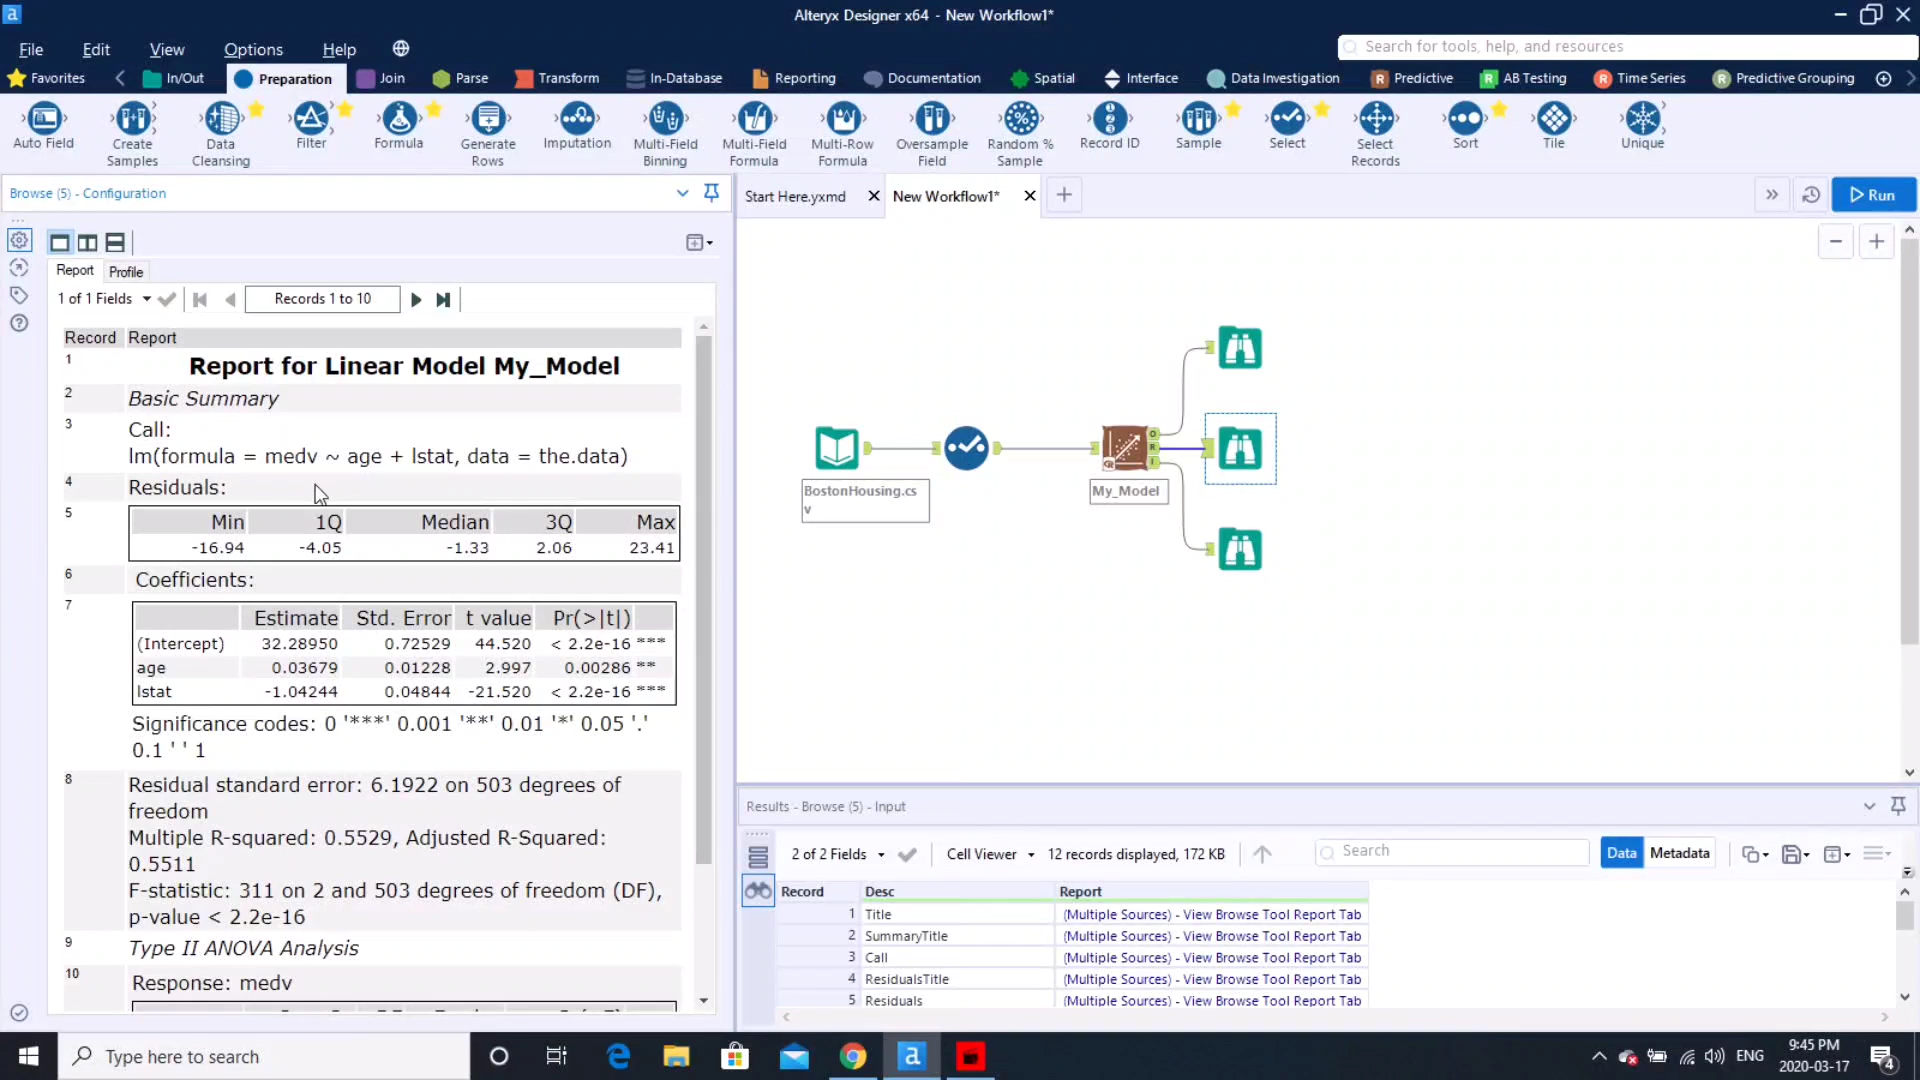 Alteryx Designer x64 - New Workflow1*
File Edit View Options Help
Search for tools, help, and resources
Favorites In/Out Preparation Join Parse Transform In-Database Reporting Documentation Spatial Interface Data Investigation Predictive AB Testing Time Series Predictive Grouping
Auto Field Create Samples Data Cleansing Filter Formula Generate Rows Imputation Multi-Field Binning Multi-Field Formula Multi-Row Formula Oversample Field Random % Sample Record ID Sample Select Select Records Sort Tile Unique
Browse (5) - Configuration
Start Here.yxmd New Workflow1*
Run
Report Profile
1 of 1 Fields Records 1 to 10
Record Report
1 Report for Linear Model My_Model
2 Basic Summary
3 Call:
lm(formula = medv ~ age + lstat, data = the.data)
4 Residuals:
5 Min 1Q Median 3Q Max
-16.94 -4.05 -1.33 2.06 23.41
6 Coefficients:
7 Estimate Std. Error t value Pr(>|t|)
(Intercept) 32.28950 0.72529 44.520 < 2.2e-16 ***
age 0.03679 0.01228 2.997 0.00286 **
lstat -1.04244 0.04844 -21.520 < 2.2e-16 ***
Significance codes: 0 '***' 0.001 '**' 0.01 '*' 0.05 '.'
0.1 ' ' 1
8 Residual standard error: 6.1922 on 503 degrees of
freedom
Multiple R-squared: 0.5529, Adjusted R-Squared:
0.5511
F-statistic: 311 on 2 and 503 degrees of freedom (DF),
p-value < 2.2e-16
9 Type II ANOVA Analysis
10 Response: medv
BostonHousing.cs
v
O
R
I
My_Model
Results - Browse (5) - Input
2 of 2 Fields Cell Viewer 12 records displayed, 172 KB Search Data Metadata
Record Desc Report
1 Title (Multiple Sources) - View Browse Tool Report Tab
2 SummaryTitle (Multiple Sources) - View Browse Tool Report Tab
3 Call (Multiple Sources) - View Browse Tool Report Tab
4 ResidualsTitle (Multiple Sources) - View Browse Tool Report Tab
5 Residuals (Multiple Sources) - View Browse Tool Report Tab
Type here to search
ENG
9:45 PM
2020-03-17
4